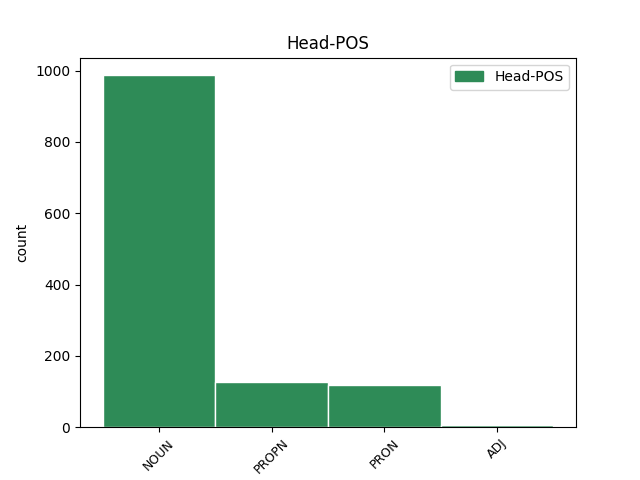 Head-POS
Head-POS
1000
800
600
400
200
0
count
NOUN
PROPN
PRON
ADJ